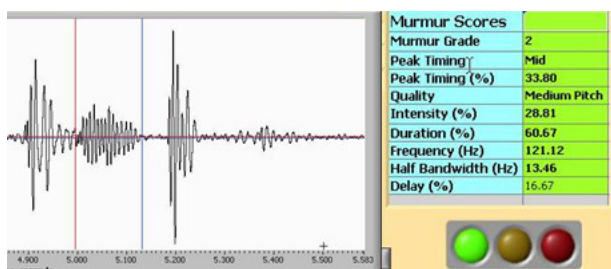 Murmur Scores
Murmur Grade 2
Peak Timing Mid
Peak Timing (%) 33.80
Quality Medium Pitch
Intensity (%) 28.81
Duration (%) 60.67
Frequency (Hz) 121.12
Half Bandwidth (Hz) 13.46
Delay (%) 16.67
4.900 5.000 5.100 5.200 5.300 5.400 5.500 5.583